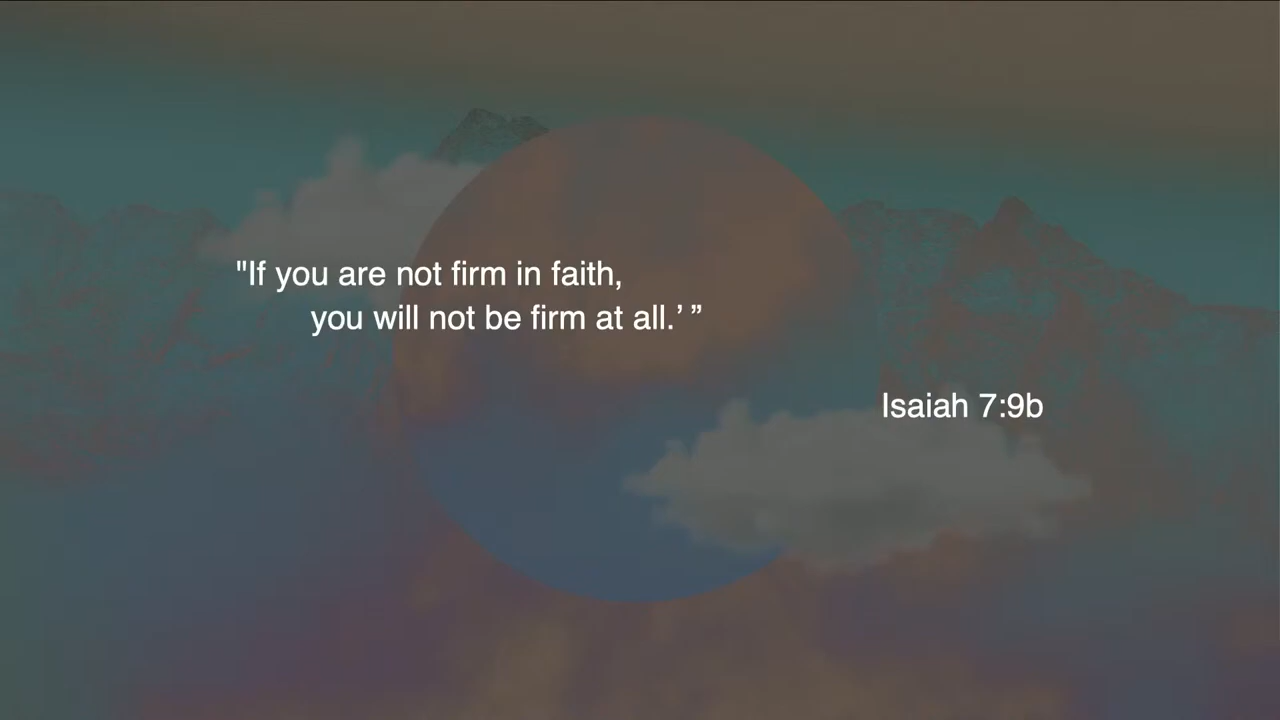 "If you are not firm in faith,
you will not be firm at all.’ ”
Isaiah 7:9b